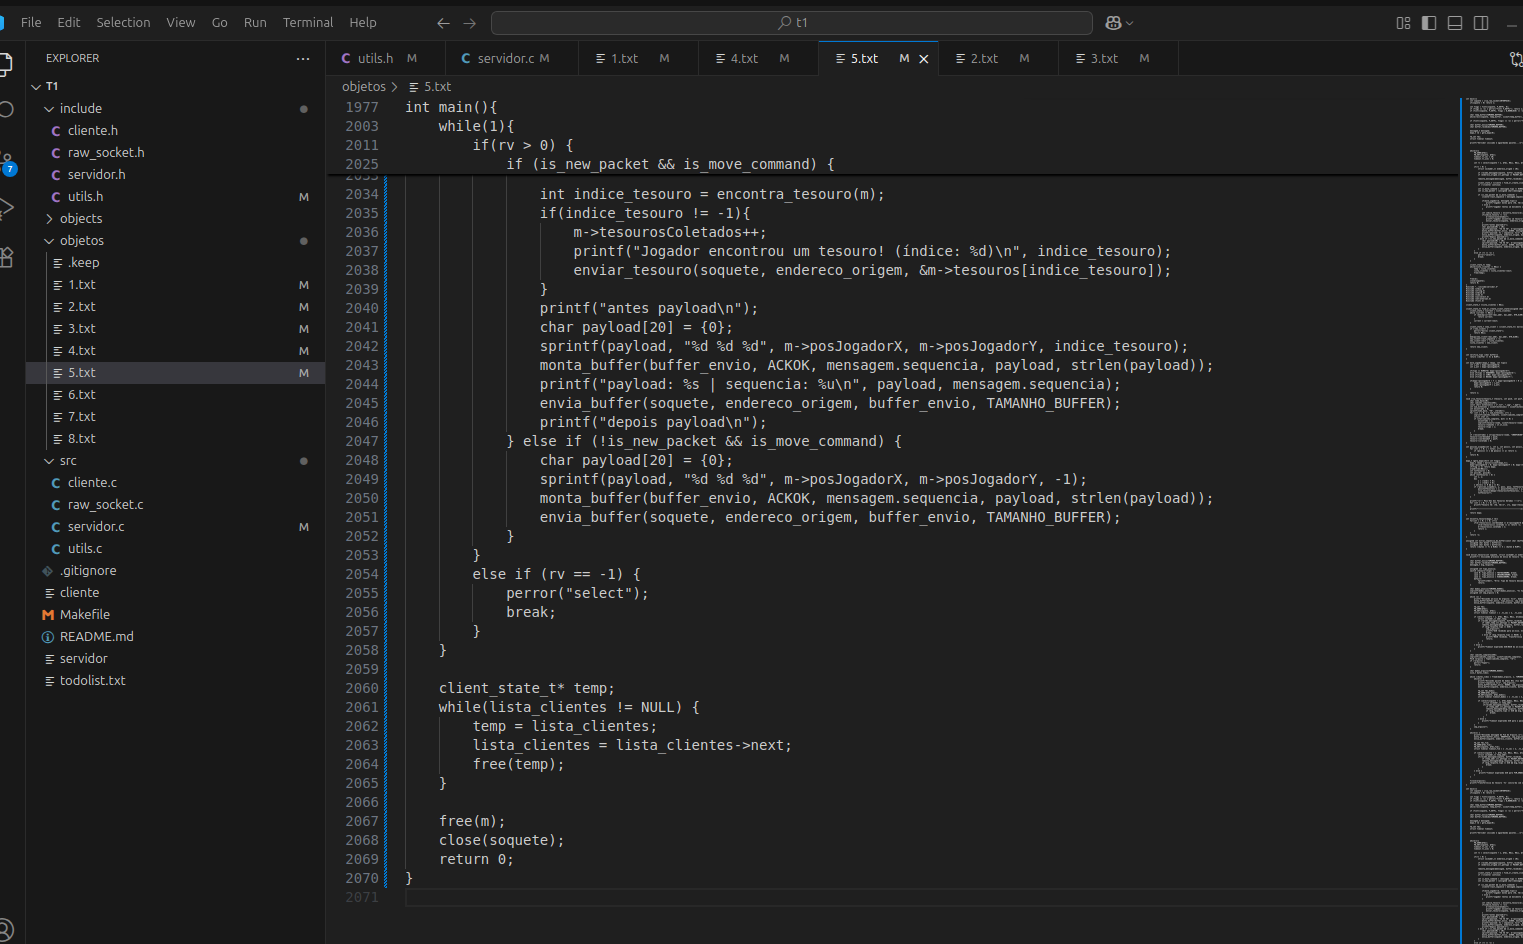 File Edit Selection View Go Run Terminal Help
t1
EXPLORER
utils.h M
servidor.c M
1.txt M
4.txt M
5.txt M
2.txt M
3.txt M
objetos > 5.txt
T1
include
cliente.h
raw_socket.h
servidor.h
utils.h M
objects
objetos
.keep
1.txt M
2.txt M
3.txt M
4.txt M
5.txt M
6.txt
7.txt
8.txt
src
cliente.c
raw_socket.c
servidor.c M
utils.c
.gitignore
cliente
Makefile
README.md
servidor
todolist.txt
7
1977 int main(){
2003 while(1){
2011 if(rv > 0) {
2025 if (is_new_packet && is_move_command) {
2034 int indice_tesouro = encontra_tesouro(m);
2035 if(indice_tesouro != -1){
2036 m->tesourosColetados++;
2037 printf("Jogador encontrou um tesouro! (índice: %d)\n", indice_tesouro);
2038 enviar_tesouro(soquete, endereco_origem, &m->tesouros[indice_tesouro]);
2039 }
2040 printf("antes payload\n");
2041 char payload[20] = {0};
2042 sprintf(payload, "%d %d %d", m->posJogadorX, m->posJogadorY, indice_tesouro);
2043 monta_buffer(buffer_envio, ACKOK, mensagem.sequencia, payload, strlen(payload));
2044 printf("payload: %s | sequencia: %u\n", payload, mensagem.sequencia);
2045 envia_buffer(soquete, endereco_origem, buffer_envio, TAMANHO_BUFFER);
2046 printf("depois payload\n");
2047 } else if (!is_new_packet && is_move_command) {
2048 char payload[20] = {0};
2049 sprintf(payload, "%d %d %d", m->posJogadorX, m->posJogadorY, -1);
2050 monta_buffer(buffer_envio, ACKOK, mensagem.sequencia, payload, strlen(payload));
2051 envia_buffer(soquete, endereco_origem, buffer_envio, TAMANHO_BUFFER);
2052 }
2053 }
2054 else if (rv == -1) {
2055 perror("select");
2056 break;
2057 }
2058 }
2059
2060 client_state_t* temp;
2061 while(lista_clientes != NULL) {
2062 temp = lista_clientes;
2063 lista_clientes = lista_clientes->next;
2064 free(temp);
2065 }
2066
2067 free(m);
2068 close(soquete);
2069 return 0;
2070 }
2071